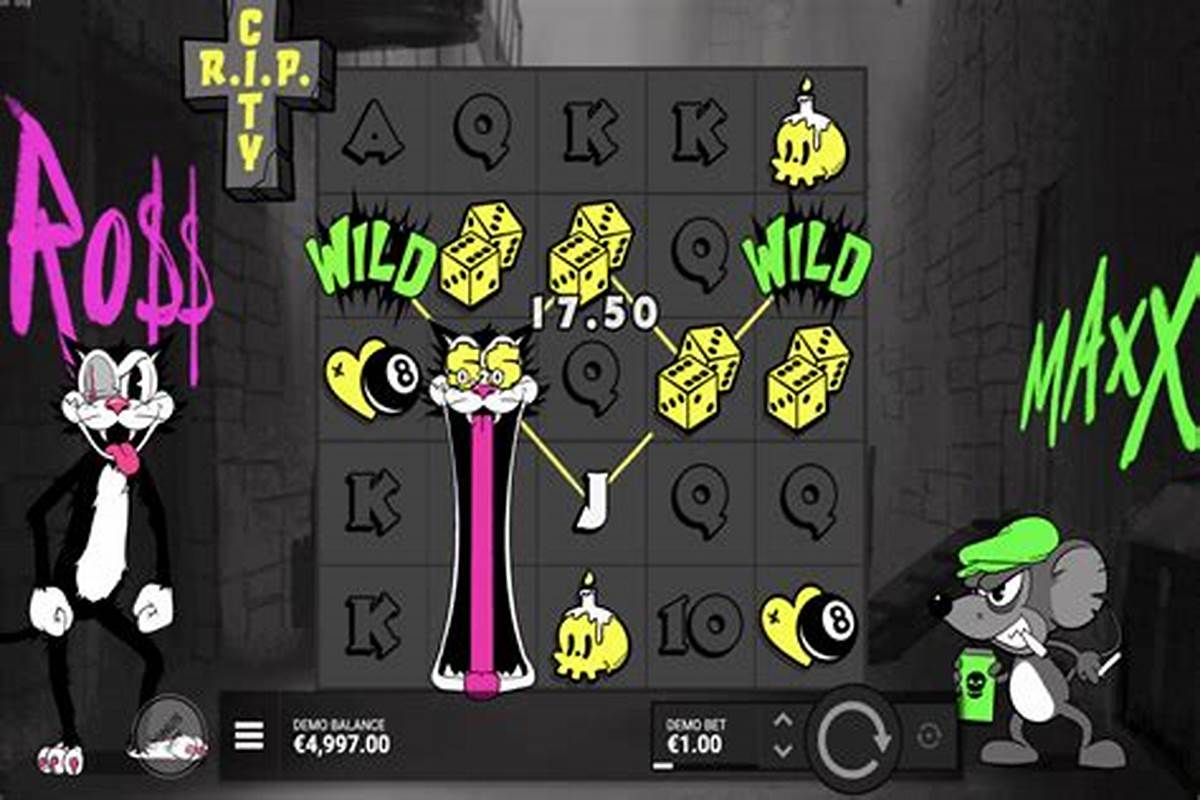 CITY
R.I.P.
A Q K K
Ro$$
WILD
Q
WILD
17.50
MAXX
8
55
Q
K
J
Q
Q
K
10
8
DEMO BALANCE
€4,997.00
DEMO BET
€1.00